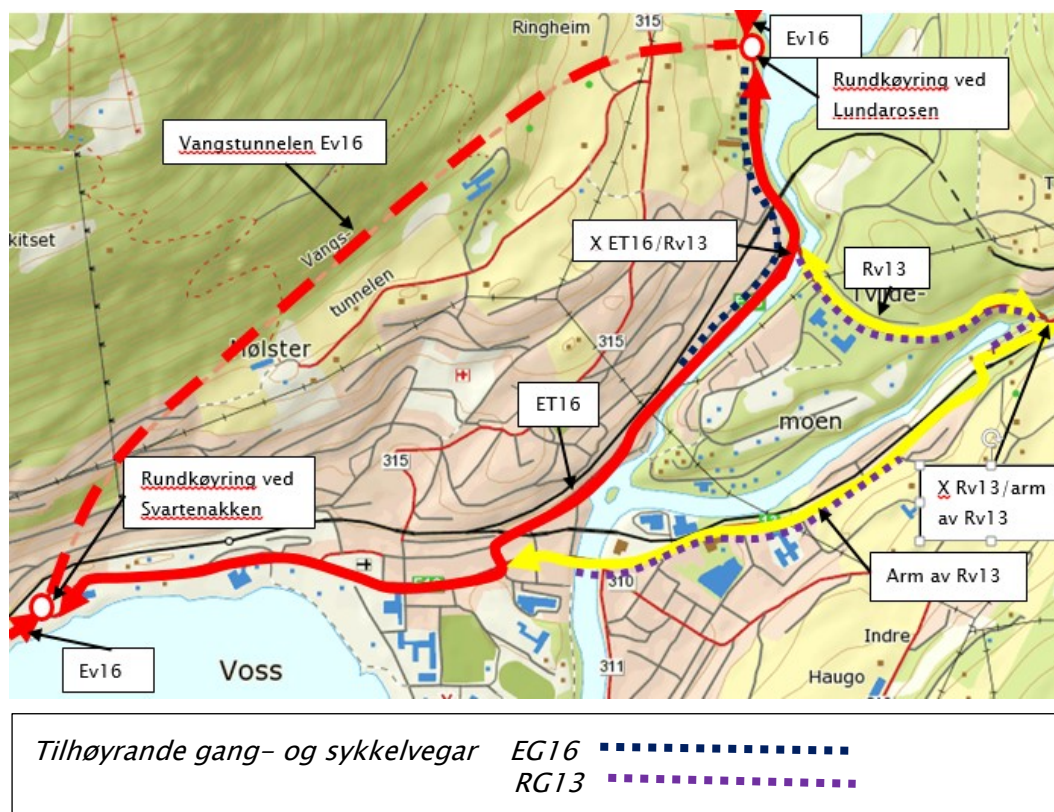 Ringheim
315
Ev16
Rundkøyring ved
Lundarosen
Vangstunnelen Ev16
kitset
Vangs-
tunnelen
X ET16/Rv13
Rv13
Mølster
315
ET16
moen
315
Rundkøyring ved
Svartenakken
X Rv13/arm
av Rv13
310
Arm av Rv13
Ev16
Voss
311
Indre
Haugo
Tilhøyrande gang- og sykkelvegar EG16
RG13